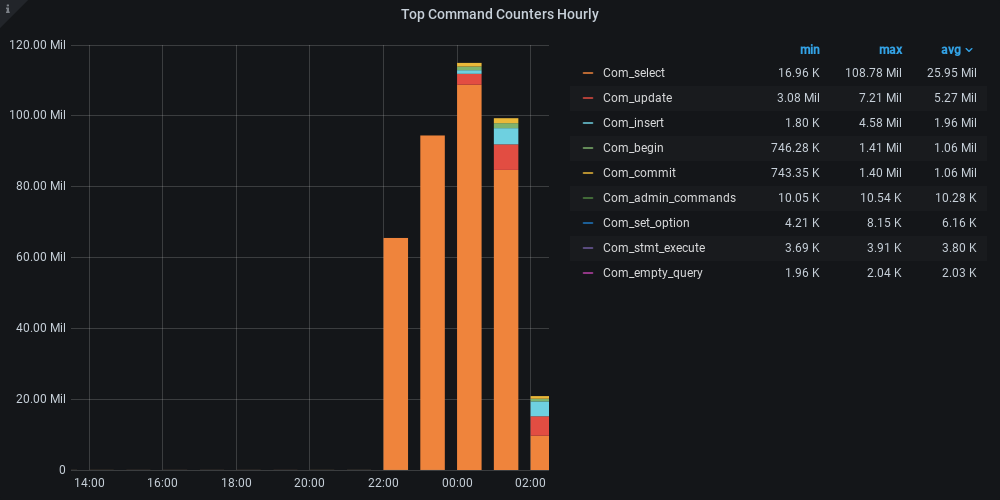 i
Top Command Counters Hourly
120.00 Mil
100.00 Mil
80.00 Mil
60.00 Mil
40.00 Mil
20.00 Mil
0
14:00 16:00 18:00 20:00 22:00 00:00 02:00
min max avg
Com_select 16.96 K 108.78 Mil 25.95 Mil
Com_update 3.08 Mil 7.21 Mil 5.27 Mil
Com_insert 1.80 K 4.58 Mil 1.96 Mil
Com_begin 746.28 K 1.41 Mil 1.06 Mil
Com_commit 743.35 K 1.40 Mil 1.06 Mil
Com_admin_commands 10.05 K 10.54 K 10.28 K
Com_set_option 4.21 K 8.15 K 6.16 K
Com_stmt_execute 3.69 K 3.91 K 3.80 K
Com_empty_query 1.96 K 2.04 K 2.03 K